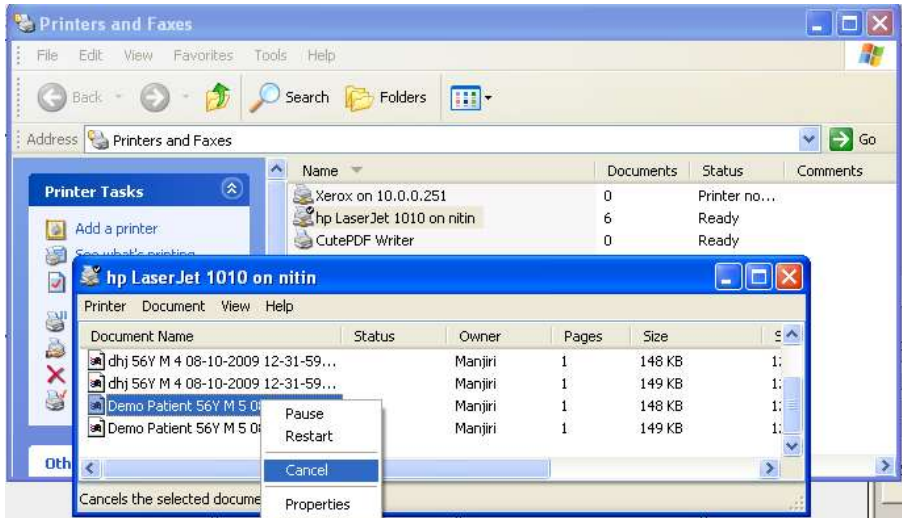 Printers and Faxes
File Edit View Favorites Tools Help
Back Search Folders
Address Printers and Faxes Go
Name Documents Status Comments
Printer Tasks
Xerox on 10.0.0.251 0 Printer no...
hp LaserJet 1010 on nitin 6 Ready
Add a printer
CutePDF Writer 0 Ready
See what's printing
hp LaserJet 1010 on nitin
Printer Document View Help
Document Name Status Owner Pages Size
dhj 56Y M 4 08-10-2009 12-31-59... Manjiri 1 148 KB
dhj 56Y M 4 08-10-2009 12-31-59... Manjiri 1 149 KB
Demo Patient 56Y M 5 Manjiri 1 148 KB
Demo Patient 56Y M 5 Manjiri 1 149 KB
Pause
Restart
Cancel
Properties
Oth
Cancels the selected docume